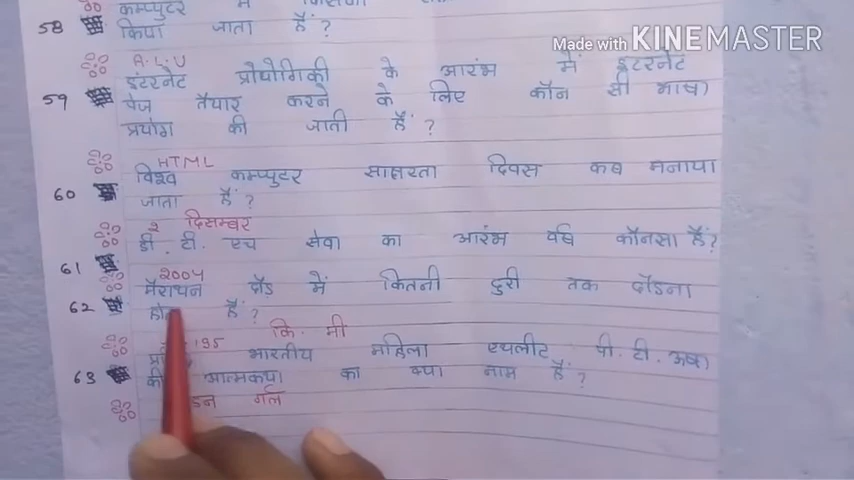 कम्प्युटर में
58 किया जाता हैं ?
Made with KINEMASTER
A.L.U
इंटरनेट प्रोयोगिकी के आरंभ में इंटरनेट
59 पेज तैयार करने के लिए कौन सी भाषा
प्रयोग की जाती हैं ?
HTML
विश्व कम्प्युटर साक्षरता दिवस कब मनाया
60 जाता हैं ?
2 दिसम्बर
डी. टी. एच सेवा का आरंभ वर्ष कौनसा हैं?
61
2004
मैराथन दौड़ में कितनी दुरी तक दौडना
62 हैं ?
195 कि. मी
भारतीय महिला एथलीट पी. टी. ऊषा
63 की आत्मकथा का क्या नाम हैं ?
गर्ल